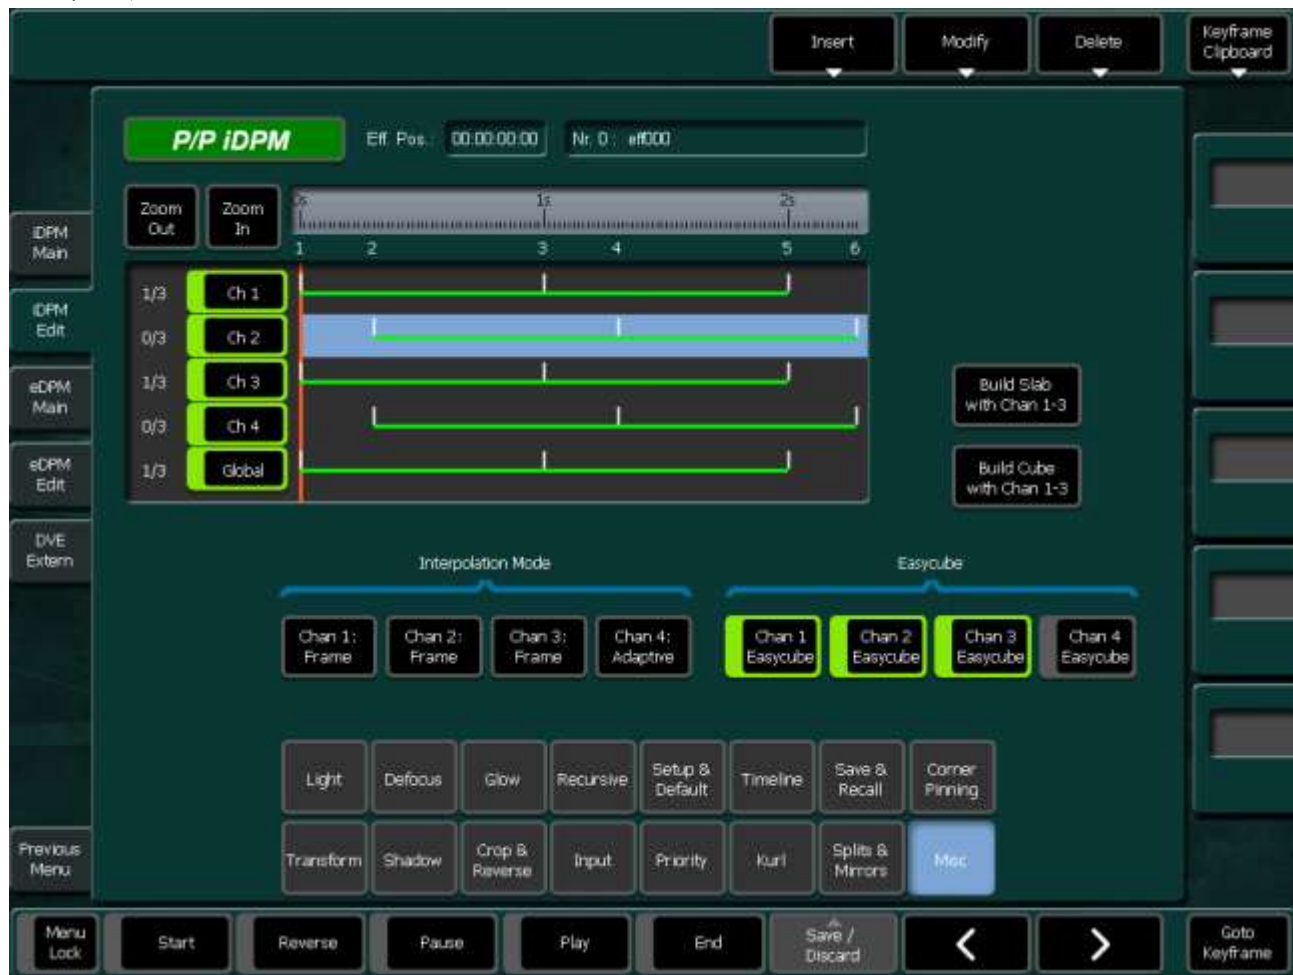 Insert
Modify
Delete
Keyframe
Clipboard
P/P iDPM
Eff. Pos.: 00:00:00:00
Nr. 0 : eff000
Zoom
Out
Zoom
In
0s 1s 2s
1 2 3 4 5 6
iDPM
Main
iDPM
Edit
eDPM
Main
eDPM
Edit
DVE
Extern
1/3 Ch 1
0/3 Ch 2
1/3 Ch 3
0/3 Ch 4
1/3 Global
Build Slab
with Chan 1-3
Build Cube
with Chan 1-3
Interpolation Mode
Easycube
Chan 1:
Frame
Chan 2:
Frame
Chan 3:
Frame
Chan 4:
Adaptive
Chan 1
Easycube
Chan 2
Easycube
Chan 3
Easycube
Chan 4
Easycube
Light
Defocus
Glow
Recursive
Setup &
Default
Timeline
Save &
Recall
Corner
Pinning
Transform
Shadow
Crop &
Reverse
Input
Priority
Kurl
Splits &
Mirrors
Misc
Previous
Menu
Menu
Lock
Start
Reverse
Pause
Play
End
Save /
Discard
<
>
Goto
Keyframe